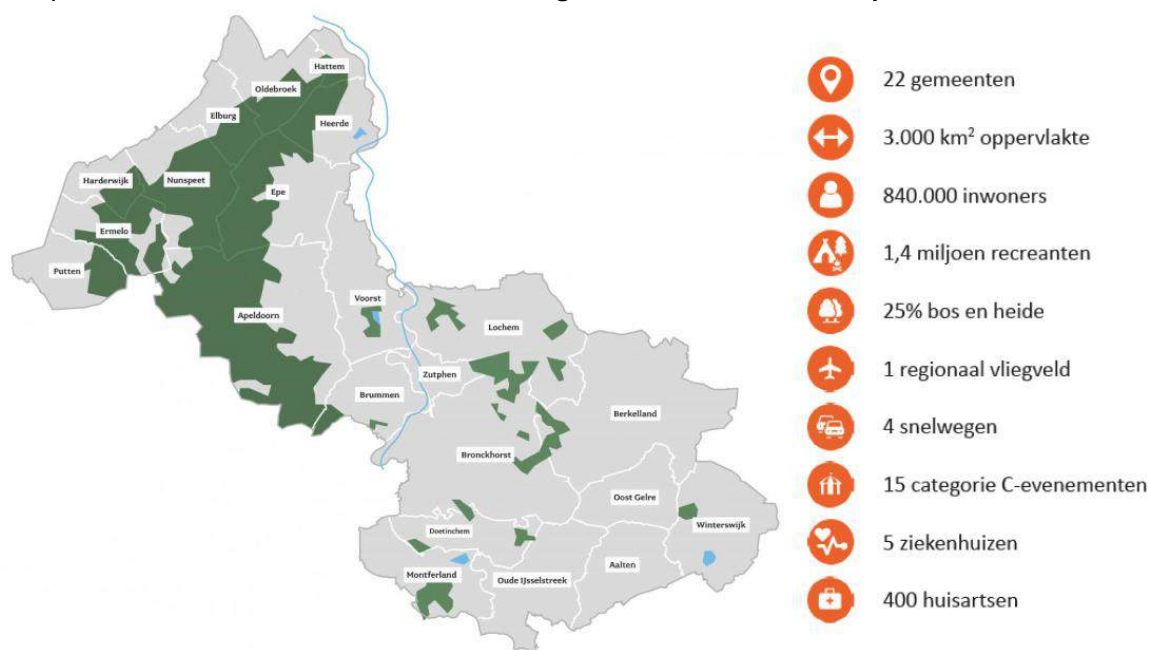 Hattem
Oldebroek
Elburg
Heerde
Harderwijk
Nunspeet
Epe
Ermelo
Putten
Voorst
Apeldoorn
Lochem
Zutphen
Brummen
Berkelland
Bronckhorst
Oost Gelre
Winterswijk
Doetinchem
Aalten
Montferland
Oude IJsselstreek
22 gemeenten
3.000 km² oppervlakte
840.000 inwoners
1,4 miljoen recreanten
25% bos en heide
1 regionaal vliegveld
4 snelwegen
15 categorie C-evenementen
5 ziekenhuizen
400 huisartsen